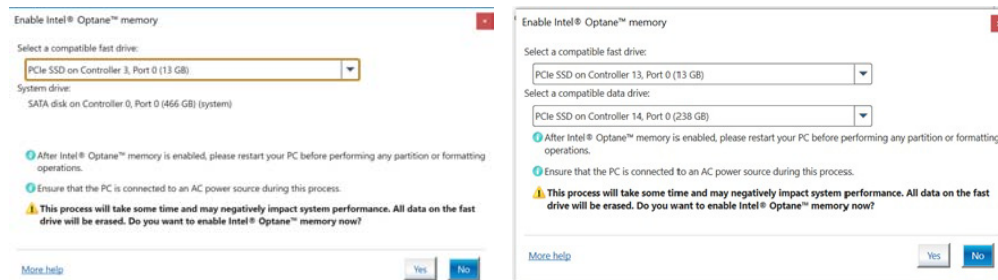 Enable Intel® Optane™ memory
Select a compatible fast drive:
PCIe SSD on Controller 3, Port 0 (13 GB)
System drive:
SATA disk on Controller 0, Port 0 (466 GB) (system)
After Intel® Optane™ memory is enabled, please restart your PC before performing any partition or formatting
operations.
Ensure that the PC is connected to an AC power source during this process.
This process will take some time and may negatively impact system performance. All data on the fast
drive will be erased. Do you want to enable Intel® Optane™ memory now?
More help
Yes
No
Enable Intel® Optane™ memory
Select a compatible fast drive:
PCIe SSD on Controller 13, Port 0 (13 GB)
Select a compatible data drive:
PCIe SSD on Controller 14, Port 0 (238 GB)
After Intel® Optane™ memory is enabled, please restart your PC before performing any partition or formatting
operations.
Ensure that the PC is connected to an AC power source during this process.
This process will take some time and may negatively impact system performance. All data on the fast
drive will be erased. Do you want to enable Intel® Optane™ memory now?
More help
Yes
No